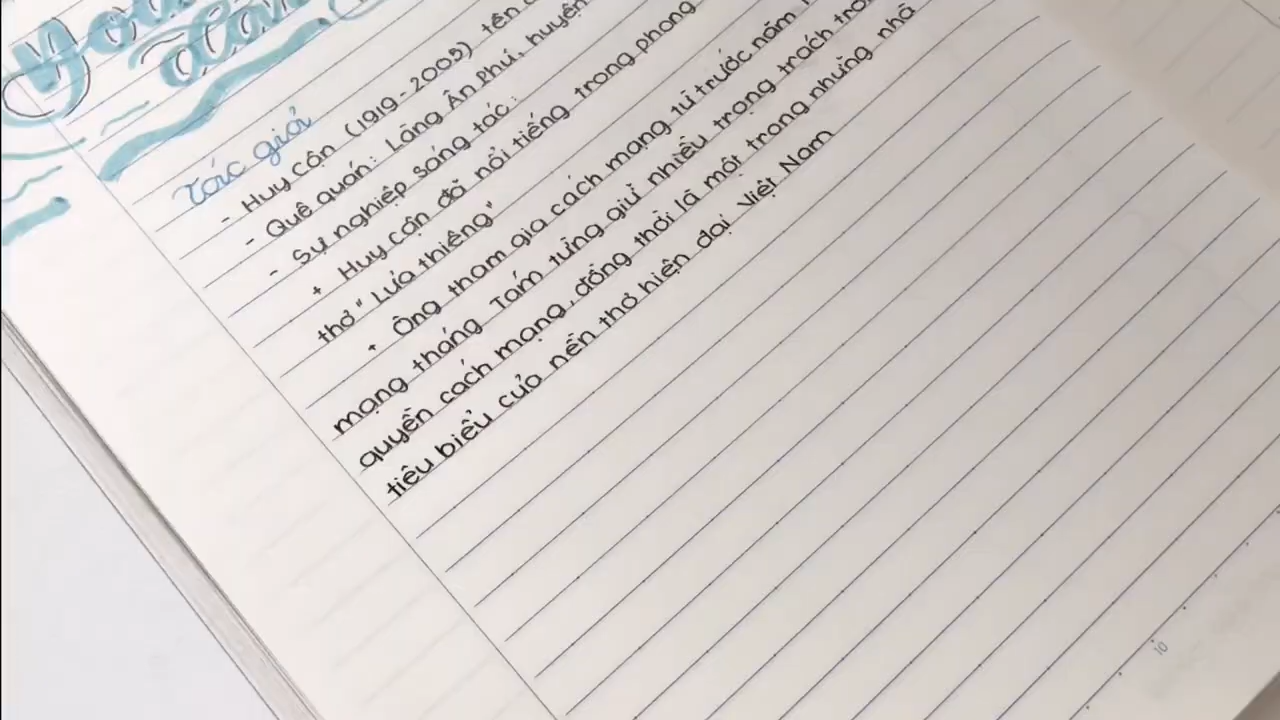 Tác giả
- Huy cận (1919 - 2005) tên
- Quê quán: Làng Ân Phú, huyện
- Sự nghiệp sáng tác:
+ Huy cận đã nổi tiếng trong phong
thơ "Lửa thiêng"
+ Ông tham gia cách mạng từ trước năm
mạng tháng Tám từng giữ nhiều trọng trách
quyền cách mạng, đồng thời là một trong những nhà
tiêu biểu của nền thơ hiện đại Việt Nam
10